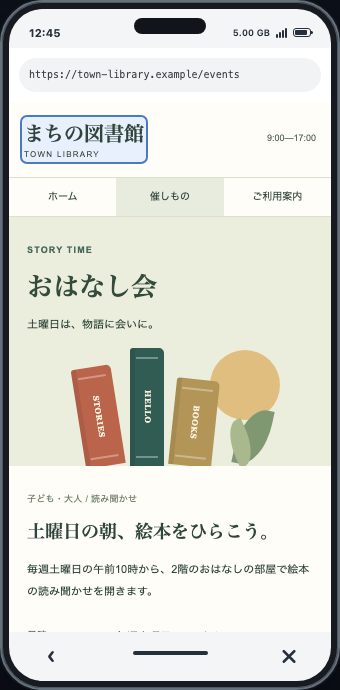 12:45
5.00 GB
https://town-library.example/events
まちの図書館
TOWN LIBRARY
9:00—17:00
ホーム
催しもの
ご利用案内
STORY TIME
おはなし会
土曜日は、物語に会いに。
STORIES
HELLO
BOOKS
子ども・大人 / 読み聞かせ
土曜日の朝、絵本をひらこう。
毎週土曜日の午前10時から、2階のおはなしの部屋で絵本
の読み聞かせを開きます。